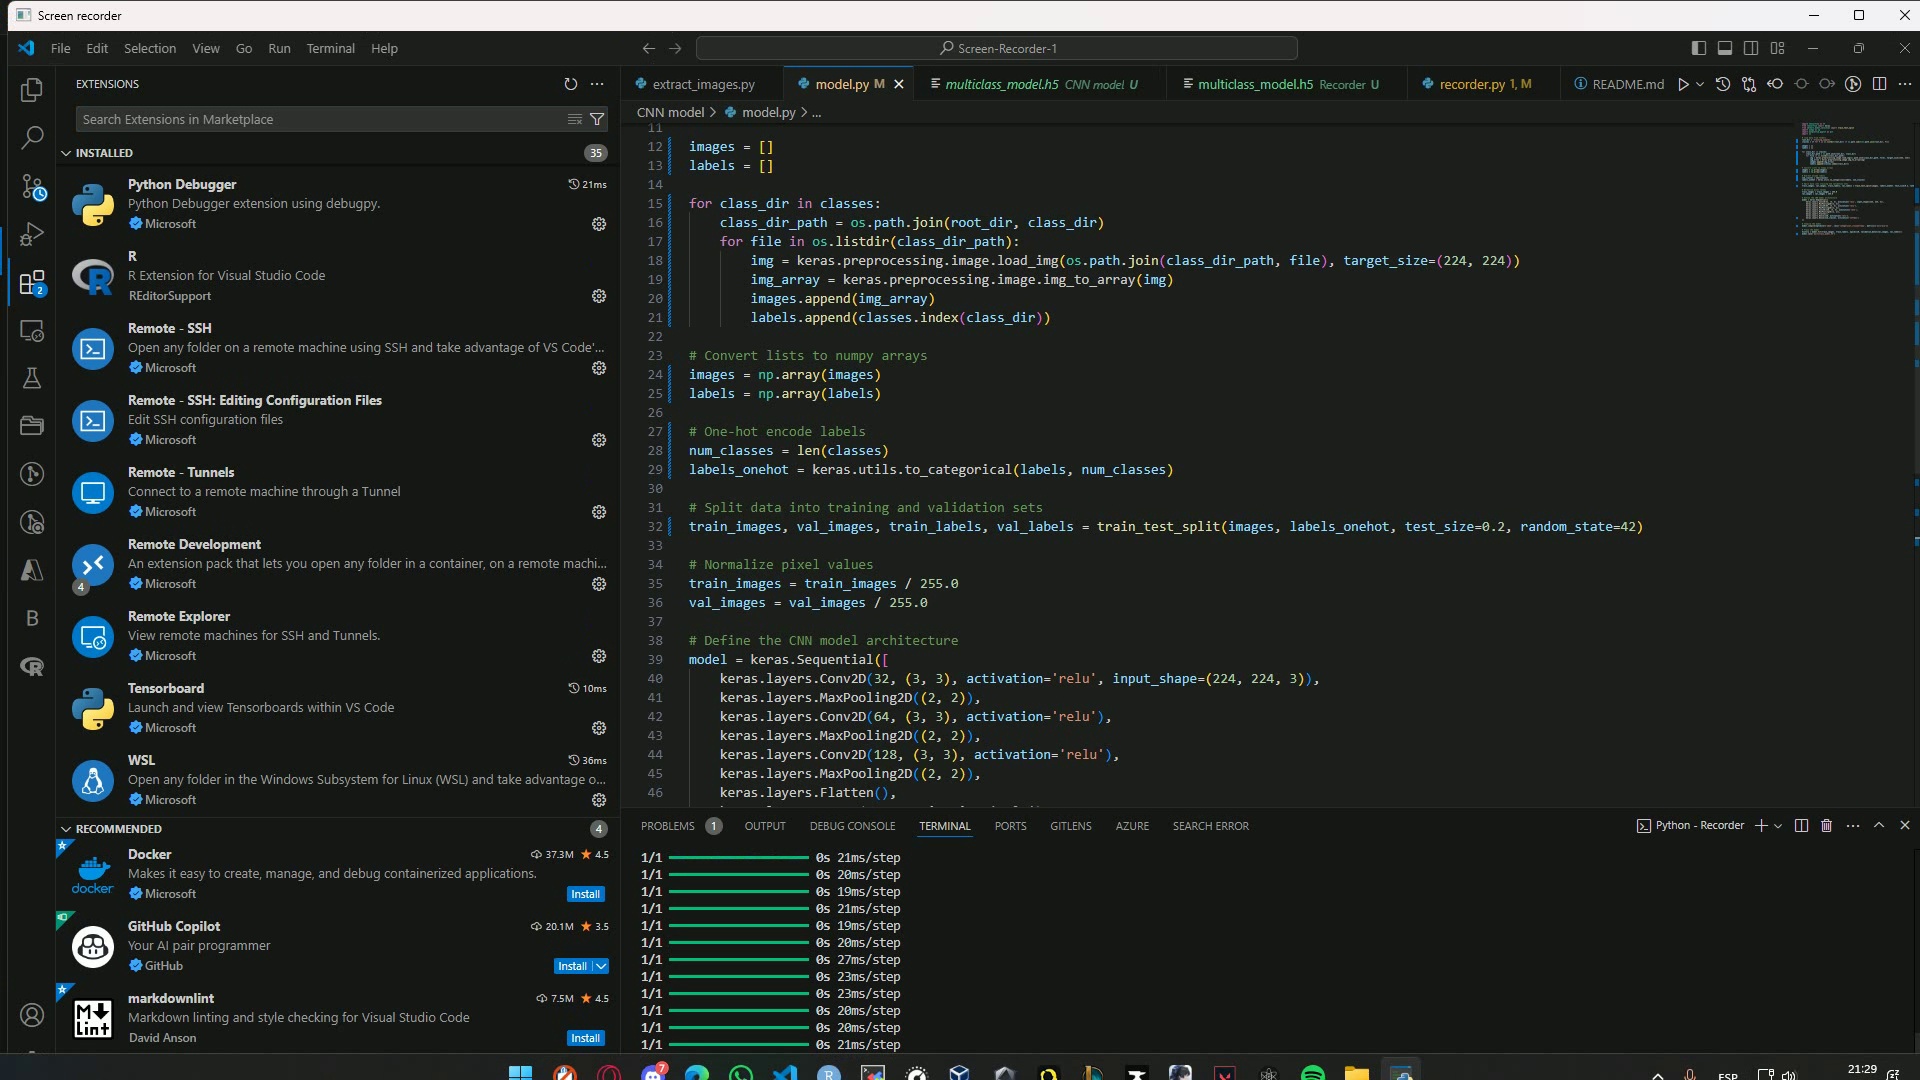 Screen recorder
File Edit Selection View Go Run Terminal Help
Screen-Recorder-1
EXTENSIONS
Search Extensions in Marketplace
INSTALLED 35
Python Debugger 21ms
Python Debugger extension using debugpy.
Microsoft
R
R Extension for Visual Studio Code
REditorSupport
Remote - SSH
Open any folder on a remote machine using SSH and take advantage of VS Code'...
Microsoft
Remote - SSH: Editing Configuration Files
Edit SSH configuration files
Microsoft
Remote - Tunnels
Connect to a remote machine through a Tunnel
Microsoft
Remote Development
An extension pack that lets you open any folder in a container, on a remote machi...
4 Microsoft
Remote Explorer
View remote machines for SSH and Tunnels.
Microsoft
Tensorboard 10ms
Launch and view Tensorboards within VS Code
Microsoft
WSL 36ms
Open any folder in the Windows Subsystem for Linux (WSL) and take advantage o...
Microsoft
RECOMMENDED 4
Docker 37.3M 4.5
Makes it easy to create, manage, and debug containerized applications.
docker
Microsoft Install
GitHub Copilot 20.1M 3.5
Your AI pair programmer
GitHub Install
markdownlint 7.5M 4.5
Markdown linting and style checking for Visual Studio Code
David Anson Install
extract_images.py model.py M multiclass_model.h5 CNN model U multiclass_model.h5 Recorder U recorder.py 1, M README.md
CNN model > model.py > ...
11
12 images = []
13 labels = []
14
15 for class_dir in classes:
16 class_dir_path = os.path.join(root_dir, class_dir)
17 for file in os.listdir(class_dir_path):
18 img = keras.preprocessing.image.load_img(os.path.join(class_dir_path, file), target_size=(224, 224))
19 img_array = keras.preprocessing.image.img_to_array(img)
20 images.append(img_array)
21 labels.append(classes.index(class_dir))
22
23 # Convert lists to numpy arrays
24 images = np.array(images)
25 labels = np.array(labels)
26
27 # One-hot encode labels
28 num_classes = len(classes)
29 labels_onehot = keras.utils.to_categorical(labels, num_classes)
30
31 # Split data into training and validation sets
32 train_images, val_images, train_labels, val_labels = train_test_split(images, labels_onehot, test_size=0.2, random_state=42)
33
34 # Normalize pixel values
35 train_images = train_images / 255.0
36 val_images = val_images / 255.0
37
38 # Define the CNN model architecture
39 model = keras.Sequential([
40 keras.layers.Conv2D(32, (3, 3), activation='relu', input_shape=(224, 224, 3)),
41 keras.layers.MaxPooling2D((2, 2)),
42 keras.layers.Conv2D(64, (3, 3), activation='relu'),
43 keras.layers.MaxPooling2D((2, 2)),
44 keras.layers.Conv2D(128, (3, 3), activation='relu'),
45 keras.layers.MaxPooling2D((2, 2)),
46 keras.layers.Flatten(),
PROBLEMS 1 OUTPUT DEBUG CONSOLE TERMINAL PORTS GITLENS AZURE SEARCH ERROR Python - Recorder
1/1 0s 21ms/step
1/1 0s 20ms/step
1/1 0s 19ms/step
1/1 0s 21ms/step
1/1 0s 19ms/step
1/1 0s 20ms/step
1/1 0s 27ms/step
1/1 0s 23ms/step
1/1 0s 23ms/step
1/1 0s 20ms/step
1/1 0s 20ms/step
1/1 0s 21ms/step
ESP 21:29